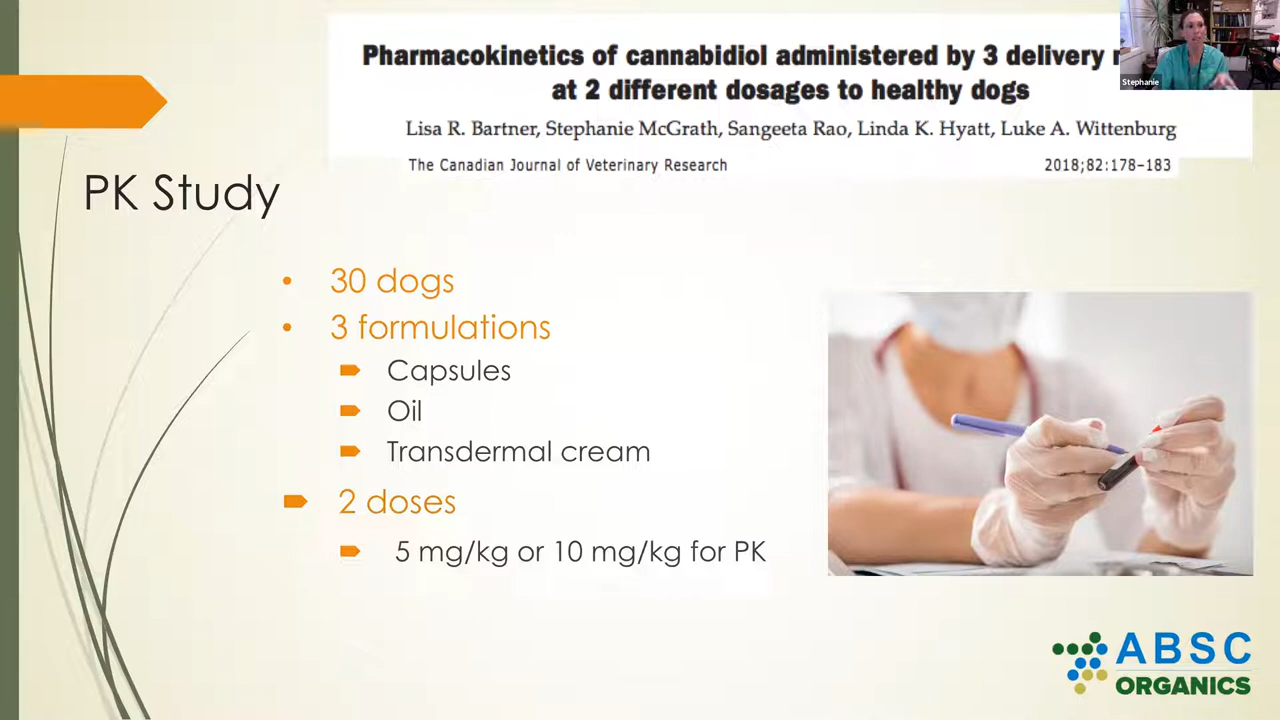 Pharmacokinetics of cannabidiol administered by 3 delivery
at 2 different dosages to healthy dogs
Stephanie
Lisa R. Bartner, Stephanie McGrath, Sangeeta Rao, Linda K. Hyatt, Luke A. Wittenburg
The Canadian Journal of Veterinary Research 2018;82:178–183
PK Study
• 30 dogs
• 3 formulations
Capsules
Oil
Transdermal cream
2 doses
5 mg/kg or 10 mg/kg for PK
ABSC
ORGANICS